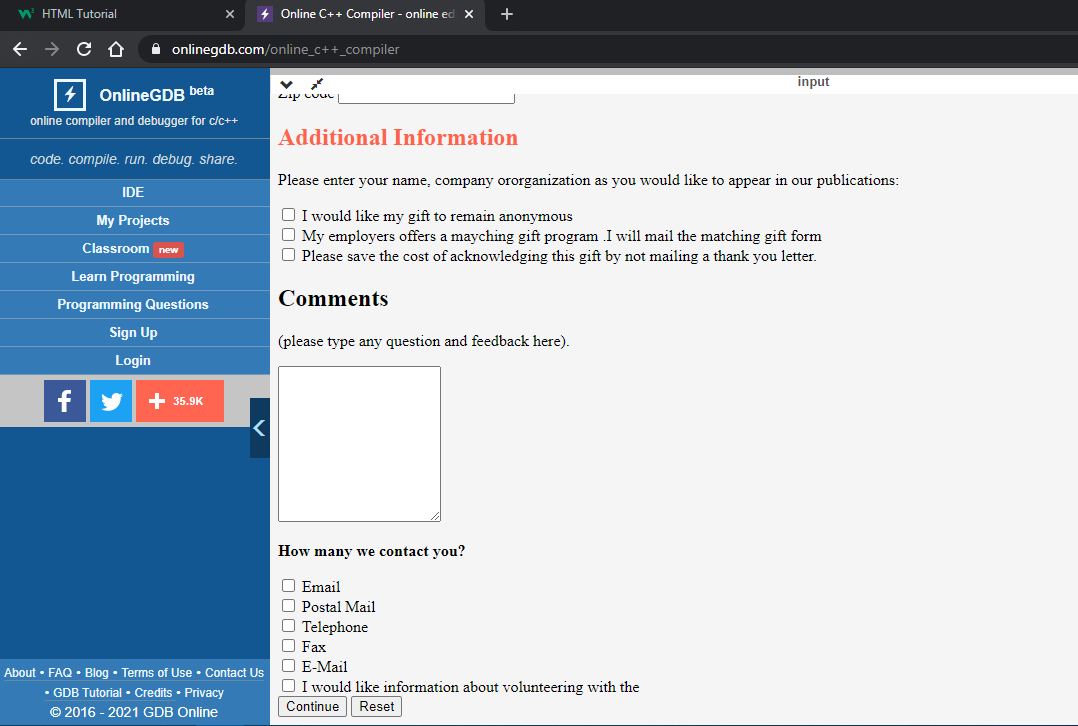 HTML Tutorial
Online C++ Compiler - online ed
onlinegdb.com/online_c++_compiler
OnlineGDB beta
online compiler and debugger for c/c++
code. compile. run. debug. share.
IDE
My Projects
Classroom new
Learn Programming
Programming Questions
Sign Up
Login
35.9K
About • FAQ • Blog • Terms of Use • Contact Us
• GDB Tutorial • Credits • Privacy
© 2016 - 2021 GDB Online
input
Zip code
Additional Information
Please enter your name, company ororganization as you would like to appear in our publications:
I would like my gift to remain anonymous
My employers offers a mayching gift program .I will mail the matching gift form
Please save the cost of acknowledging this gift by not mailing a thank you letter.
Comments
(please type any question and feedback here).
How many we contact you?
Email
Postal Mail
Telephone
Fax
E-Mail
I would like information about volunteering with the
Continue Reset